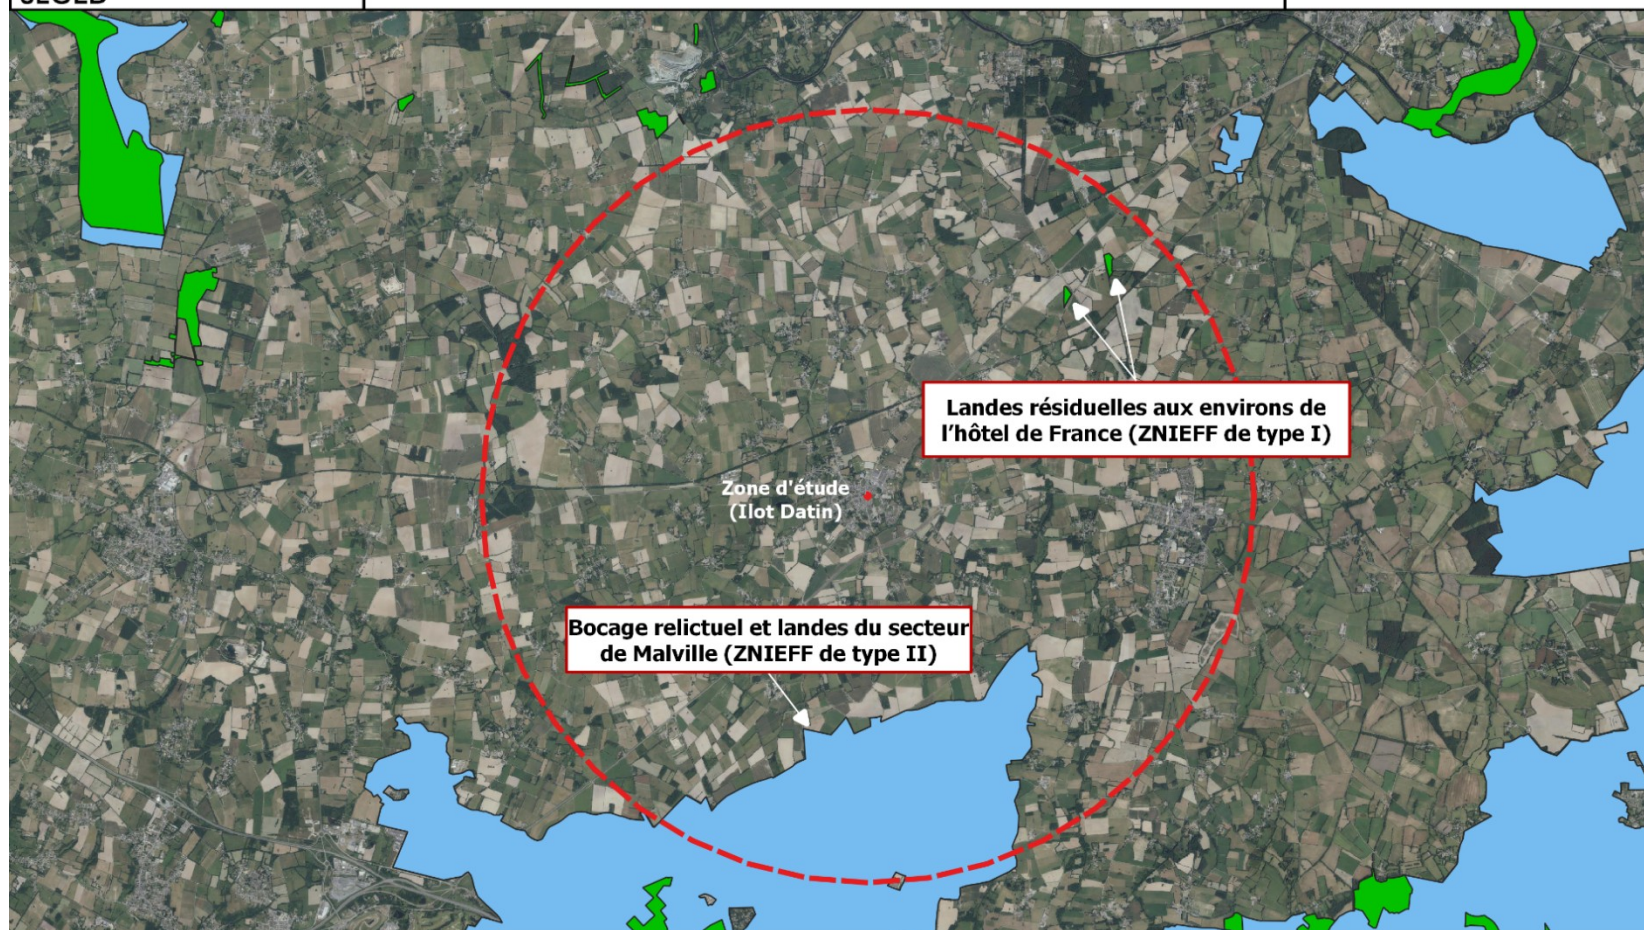 Landes résiduelles aux environs de
l'hôtel de France (ZNIEFF de type I)
Zone d'étude
(Ilot Datin)
Bocage relictuel et landes du secteur
de Malville (ZNIEFF de type II)